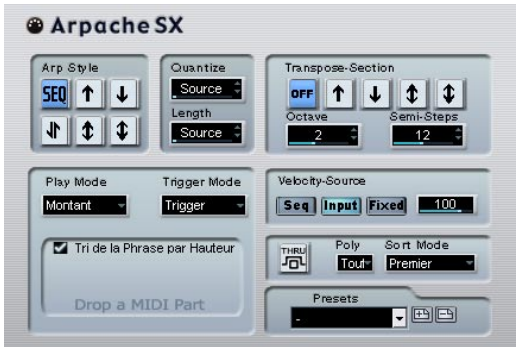 Arpache SX
Arp Style
SEQ
Quantize
Source
Length
Source
Transpose-Section
OFF
Octave
Semi-Steps
2
12
Play Mode
Trigger Mode
Montant
Trigger
Tri de la Phrase par Hauteur
Drop a MIDI Part
Velocity-Source
Seq
Input
Fixed
100
THRU
Poly
Sort Mode
Tout
Premier
Presets
-